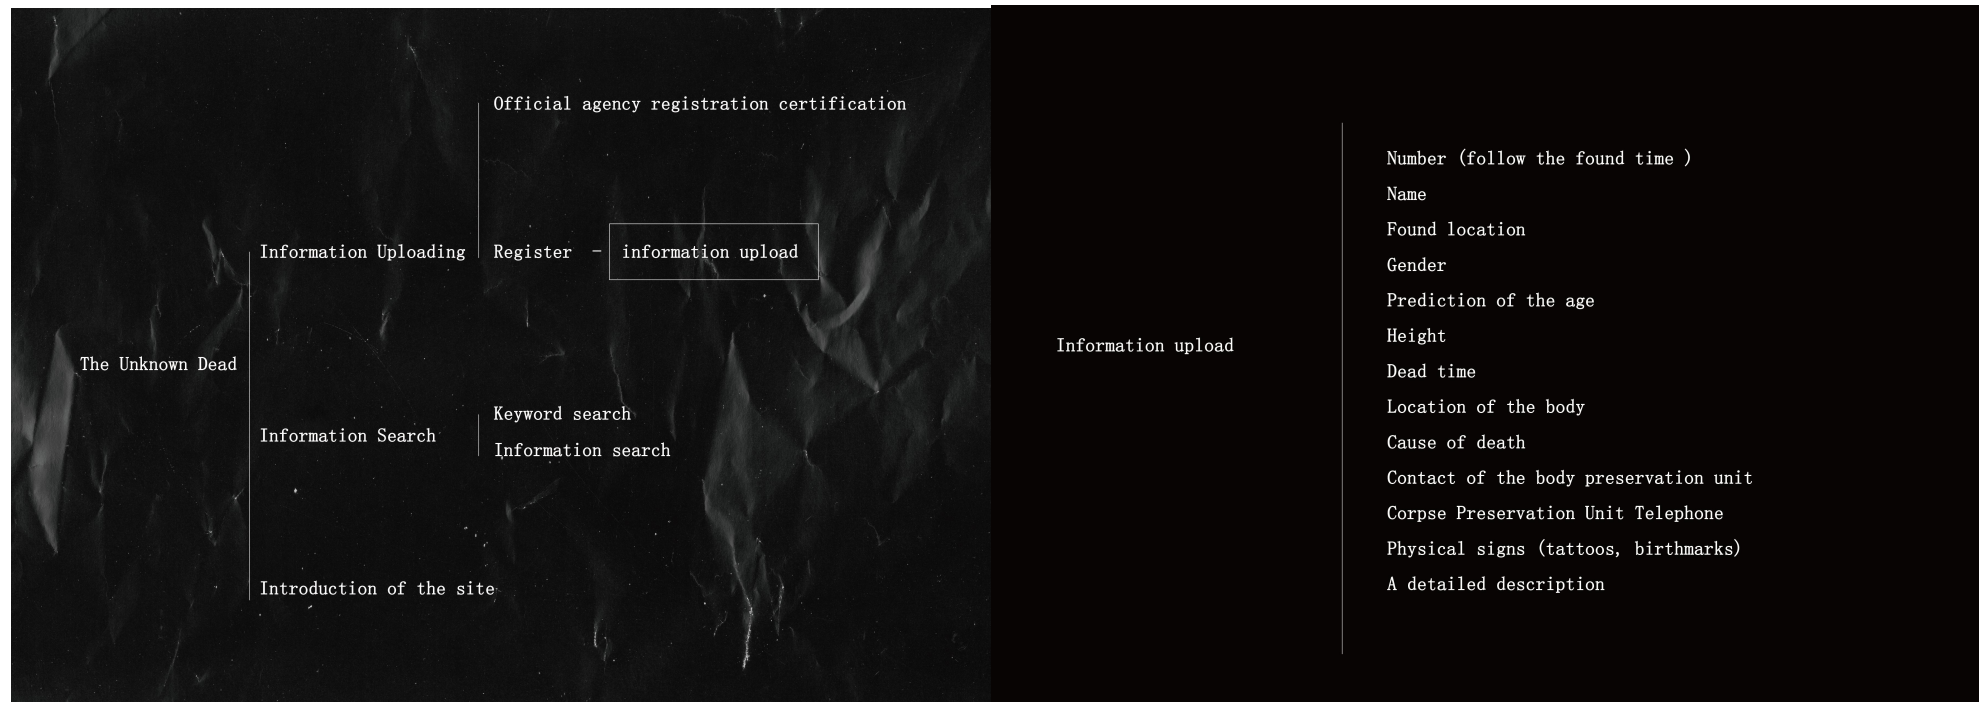 Official agency registration certification
Information Uploading
Register – information upload
The Unknown Dead
Keyword search
Information Search
Information search
Introduction of the site
Information upload
Number (follow the found time )
Name
Found location
Gender
Prediction of the age
Height
Dead time
Location of the body
Cause of death
Contact of the body preservation unit
Corpse Preservation Unit Telephone
Physical signs (tattoos, birthmarks)
A detailed description